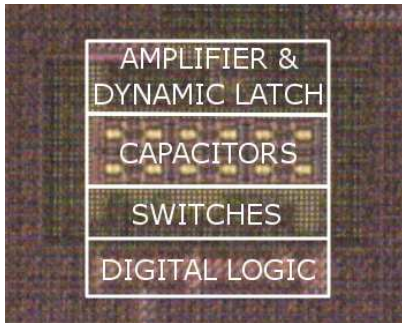 AMPLIFIER &
DYNAMIC LATCH
CAPACITORS
SWITCHES
DIGITAL LOGIC